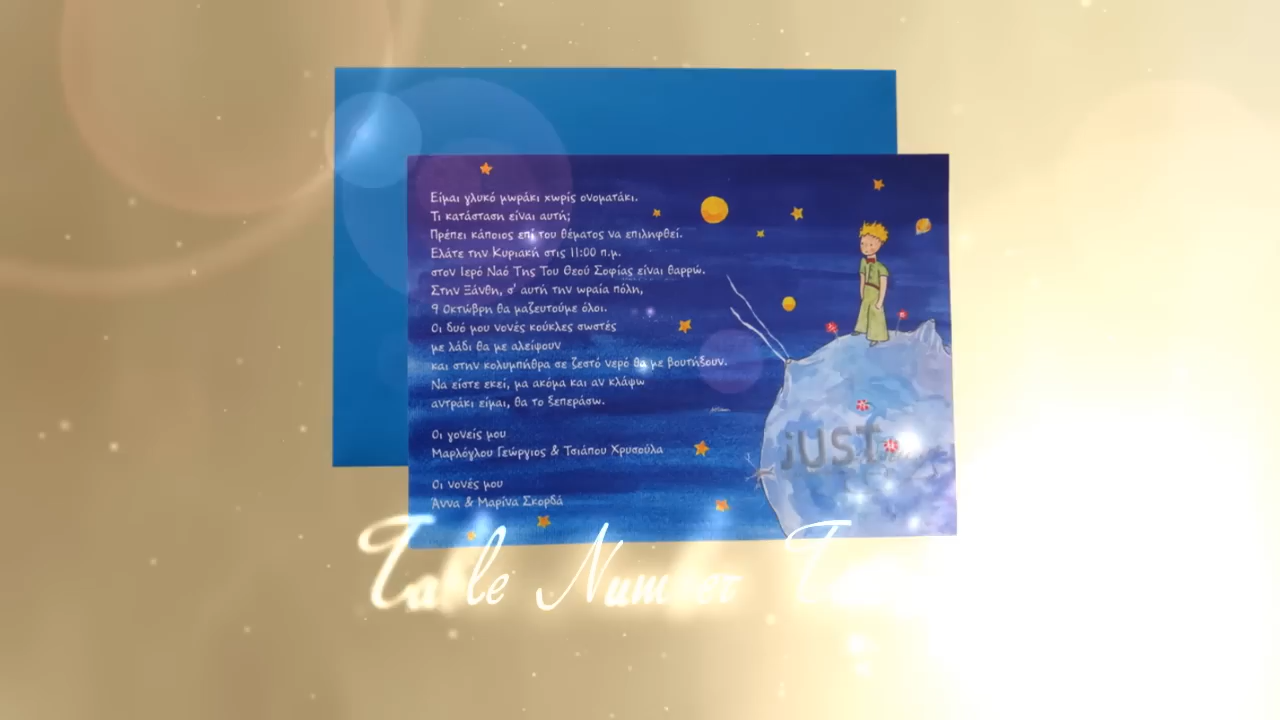 Είμαι γλυκό μωράκι χωρίς ονοματάκι.
Τι κατάσταση είναι αυτή;
Πρέπει κάποιος επί του θέματος να επιληφθεί.
Ελάτε την Κυριακή στις 11:00 π.μ.
στον Ιερό Ναό Της Του Θεού Σοφίας είναι θαρρώ.
Στην Ξάνθη, σ' αυτή την ωραία πόλη,
9 Οκτώβρη θα μαζευτούμε όλοι.
Οι δυό μου νονές κούκλες σωστές
με λάδι θα με αλείψουν
και στην κολυμπήθρα σε ζεστό νερό θα με βουτήξουν.
Να είστε εκεί, μα ακόμα και αν κλάψω
αντράκι είμαι, θα το ξεπεράσω.
Οι γονείς μου
Μαρλόγλου Γεώργιος & Τσιάπου Χρυσούλα
Οι νονές μου
Άννα & Μαρίνα Σκορδά
jUST
Table Number